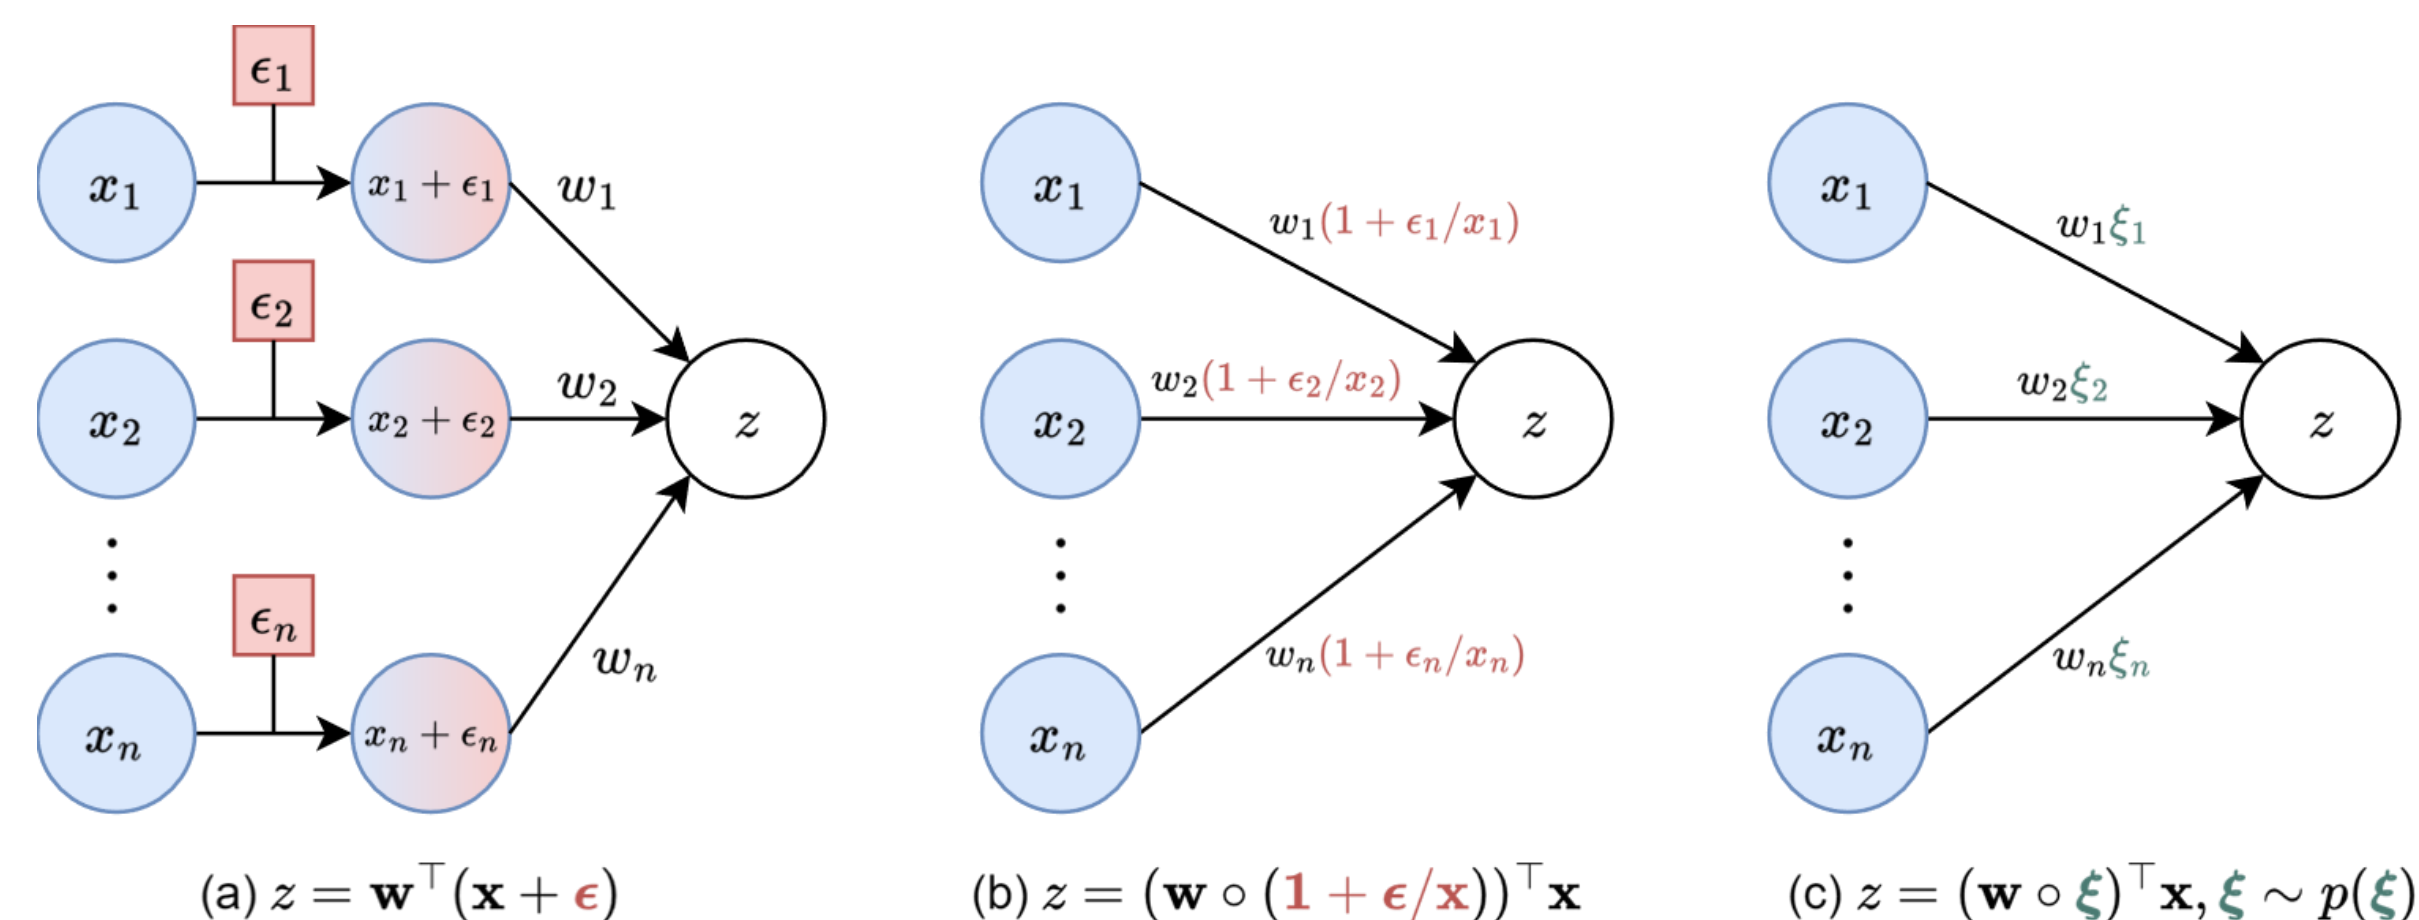 ϵ₁
x₁
x₁ + ϵ₁
w₁
ϵ₂
x₂
x₂ + ϵ₂
w₂
z
ϵₙ
xₙ
xₙ + ϵₙ
wₙ
(a) z = w⊤(x + ϵ)
x₁
w₁(1 + ϵ₁/x₁)
x₂
w₂(1 + ϵ₂/x₂)
z
xₙ
wₙ(1 + ϵₙ/xₙ)
(b) z = (w ∘ (1 + ϵ/x))⊤x
x₁
w₁ξ₁
x₂
w₂ξ₂
z
xₙ
wₙξₙ
(c) z = (w ∘ ξ)⊤x, ξ ∼ p(ξ)